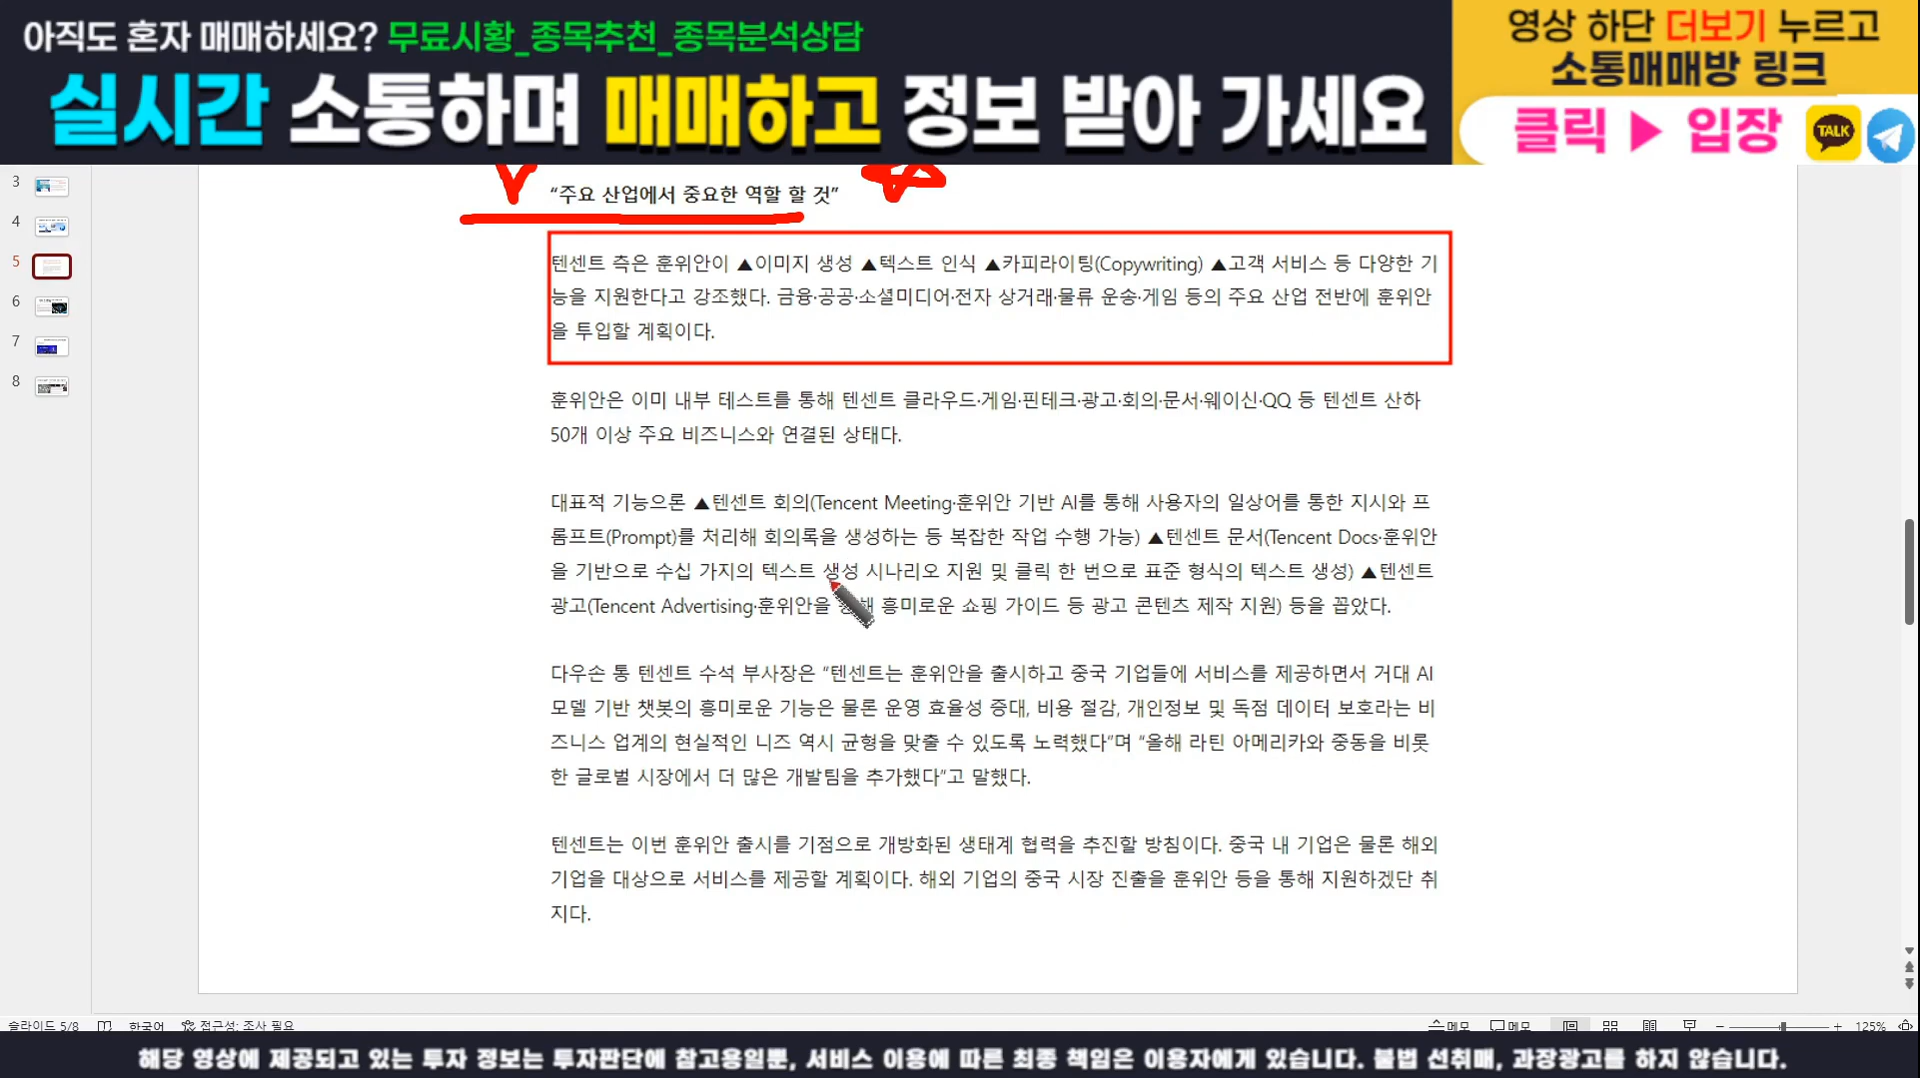 아직도 혼자 매매하세요? 무료시황_종목추천_종목분석상담
실시간 소통하며 매매하고 정보 받아 가세요
영상 하단 더보기 누르고
소통매매방 링크
클릭 ▶ 입장
TALK
3
4
5
6
7
8
“주요 산업에서 중요한 역할 할 것”
텐센트 측은 훈위안이 ▲이미지 생성 ▲텍스트 인식 ▲카피라이팅(Copywriting) ▲고객 서비스 등 다양한 기
능을 지원한다고 강조했다. 금융·공공·소셜미디어·전자 상거래·물류 운송·게임 등의 주요 산업 전반에 훈위안
을 투입할 계획이다.
훈위안은 이미 내부 테스트를 통해 텐센트 클라우드·게임·핀테크·광고·회의·문서·웨이신·QQ 등 텐센트 산하
50개 이상 주요 비즈니스와 연결된 상태다.
대표적 기능으론 ▲텐센트 회의(Tencent Meeting·훈위안 기반 AI를 통해 사용자의 일상어를 통한 지시와 프
롬프트(Prompt)를 처리해 회의록을 생성하는 등 복잡한 작업 수행 가능) ▲텐센트 문서(Tencent Docs·훈위안
을 기반으로 수십 가지의 텍스트 생성 시나리오 지원 및 클릭 한 번으로 표준 형식의 텍스트 생성) ▲텐센트
광고(Tencent Advertising·훈위안을 통해 흥미로운 쇼핑 가이드 등 광고 콘텐츠 제작 지원) 등을 꼽았다.
다우손 통 텐센트 수석 부사장은 “텐센트는 훈위안을 출시하고 중국 기업들에 서비스를 제공하면서 거대 AI
모델 기반 챗봇의 흥미로운 기능은 물론 운영 효율성 증대, 비용 절감, 개인정보 및 독점 데이터 보호라는 비
즈니스 업계의 현실적인 니즈 역시 균형을 맞출 수 있도록 노력했다”며 “올해 라틴 아메리카와 중동을 비롯
한 글로벌 시장에서 더 많은 개발팀을 추가했다”고 말했다.
텐센트는 이번 훈위안 출시를 기점으로 개방화된 생태계 협력을 추진할 방침이다. 중국 내 기업은 물론 해외
기업을 대상으로 서비스를 제공할 계획이다. 해외 기업의 중국 시장 진출을 훈위안 등을 통해 지원하겠단 취
지다.
슬라이드 5/8 한국어 접근성: 조사 필요 메모 메모 125%
해당 영상에 제공되고 있는 투자 정보는 투자판단에 참고용일뿐, 서비스 이용에 따른 최종 책임은 이용자에게 있습니다. 불법 선취매, 과장광고를 하지 않습니다.